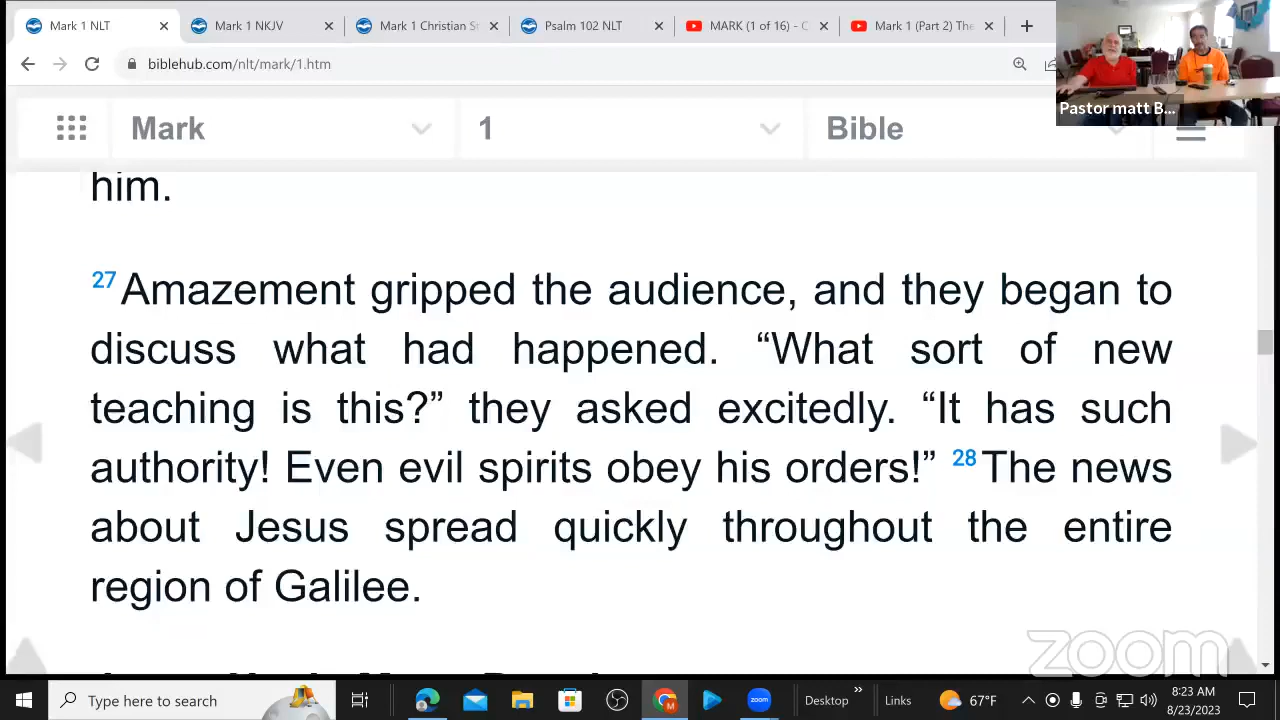 Mark 1 NLT
Mark 1 NKJV
Mark 1 Christian St
Psalm 102 NLT
MARK (1 of 16) - C
Mark 1 (Part 2) The
biblehub.com/nlt/mark/1.htm
Pastor matt B...
Mark 1 Bible
him.
27 Amazement gripped the audience, and they began to
discuss what had happened. “What sort of new
teaching is this?” they asked excitedly. “It has such
authority! Even evil spirits obey his orders!” 28 The news
about Jesus spread quickly throughout the entire
region of Galilee.
zoom
Type here to search
zoom
Desktop
Links
67°F
8:23 AM
8/23/2023